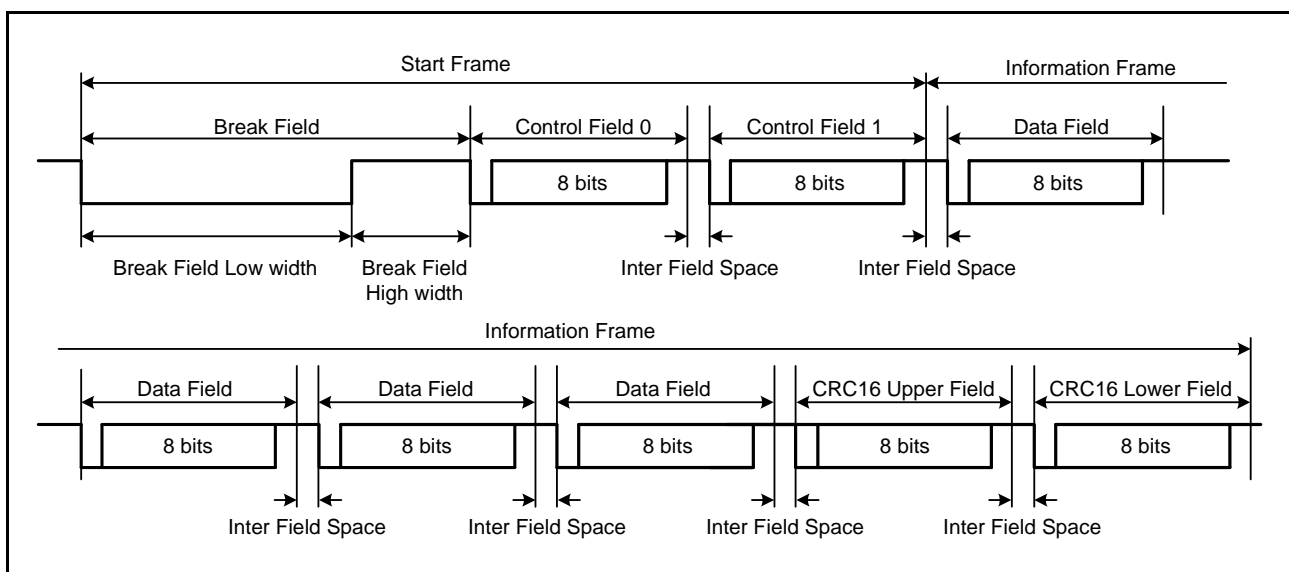 Start Frame
Information Frame
Break Field
Control Field 0
Control Field 1
Data Field
8 bits
8 bits
8 bits
Break Field Low width
Break Field
High width
Inter Field Space
Inter Field Space
Information Frame
Data Field
Data Field
Data Field
CRC16 Upper Field
CRC16 Lower Field
8 bits
8 bits
8 bits
8 bits
8 bits
Inter Field Space
Inter Field Space
Inter Field Space
Inter Field Space